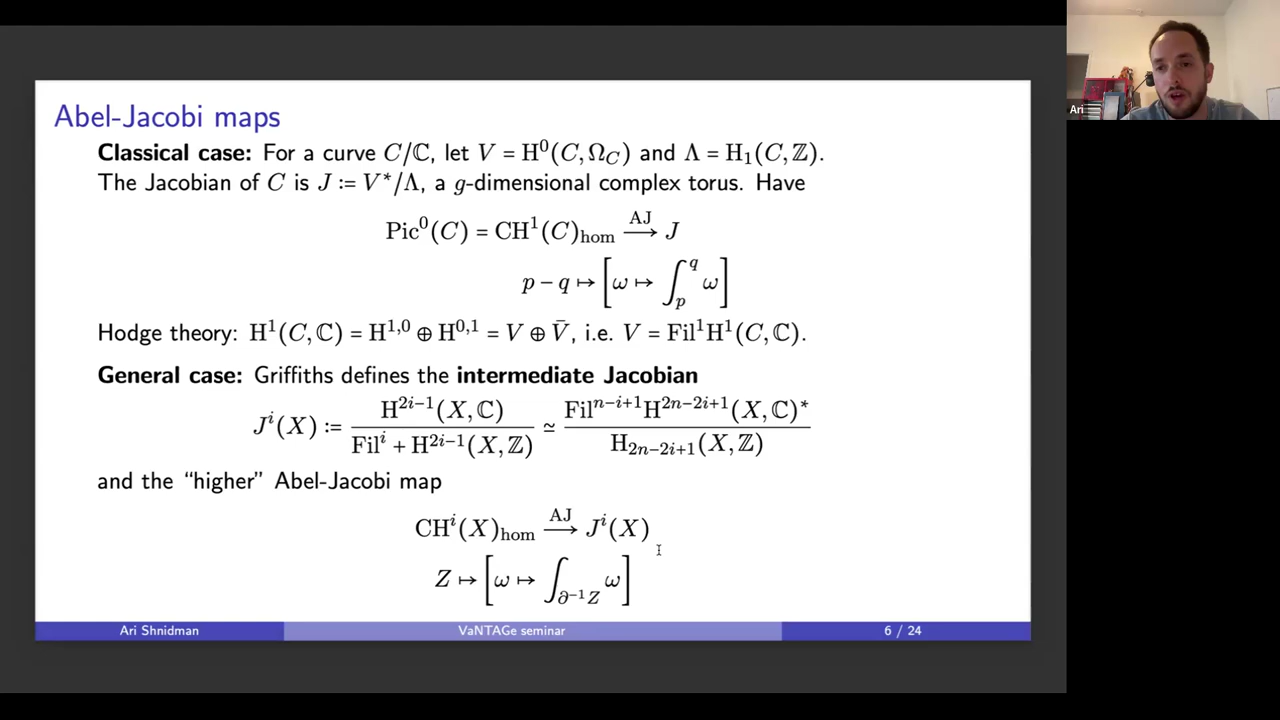 Ari
Abel-Jacobi maps
Classical case: For a curve C/ℂ, let V = H⁰(C, Ω_C) and Λ = H₁(C, ℤ).
The Jacobian of C is J := V*/Λ, a g-dimensional complex torus. Have
Pic⁰(C) = CH¹(C)_hom —AJ→ J
p − q ↦ [ω ↦ ∫_p^q ω]
Hodge theory: H¹(C, ℂ) = H^{1,0} ⊕ H^{0,1} = V ⊕ V̄, i.e. V = Fil¹H¹(C, ℂ).
General case: Griffiths defines the intermediate Jacobian
J^i(X) := H^{2i−1}(X, ℂ) / (Fil^i + H^{2i−1}(X, ℤ)) ≃ Fil^{n−i+1}H^{2n−2i+1}(X, ℂ)* / H_{2n−2i+1}(X, ℤ)
and the “higher” Abel-Jacobi map
CH^i(X)_hom —AJ→ J^i(X)
Z ↦ [ω ↦ ∫_{∂^{−1}Z} ω]
Ari Shnidman VaNTAGe seminar 6 / 24